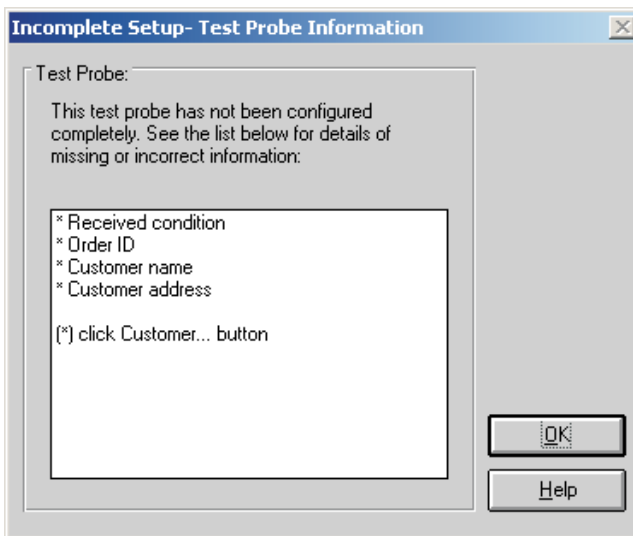 Incomplete Setup- Test Probe Information
Test Probe:
This test probe has not been configured
completely. See the list below for details of
missing or incorrect information:
* Received condition
* Order ID
* Customer name
* Customer address
(*) click Customer... button
OK
Help